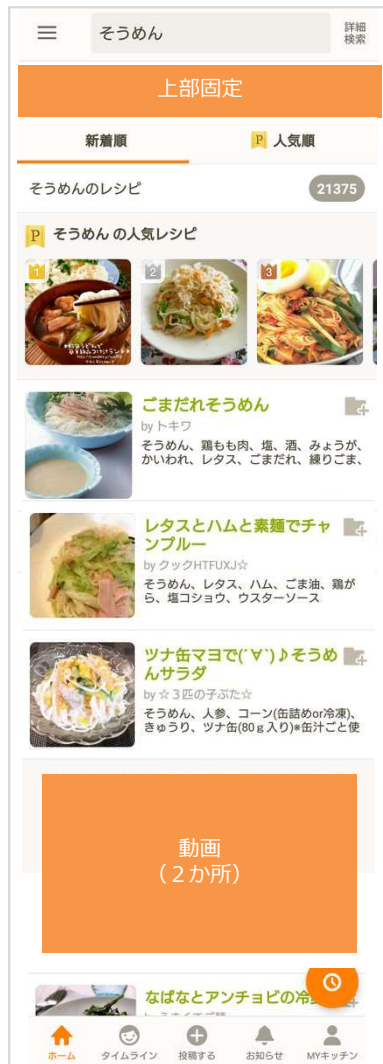 そうめん
詳細
検索
上部固定
新着順
P 人気順
そうめんのレシピ
21375
P そうめん の人気レシピ
1
2
3
ごまだれそうめん
by トキワ
そうめん、鶏もも肉、塩、酒、みょうが、
かいわれ、レタス、ごまだれ、練りごま、
レタスとハムと素麺でチャ
ンプルー
by クックHTFUXJ☆
そうめん、レタス、ハム、ごま油、鶏が
ら、塩コショウ、ウスターソース
ツナ缶マヨで(´∀`)♪そうめ
んサラダ
by ☆３匹の子ぶた☆
そうめん、人参、コーン(缶詰めor冷凍)、
きゅうり、ツナ缶(80ｇ入り)※缶汁ごと使
動画
（２か所）
なばなとアンチョビの冷
ホーム
タイムライン
投稿する
お知らせ
MYキッチン